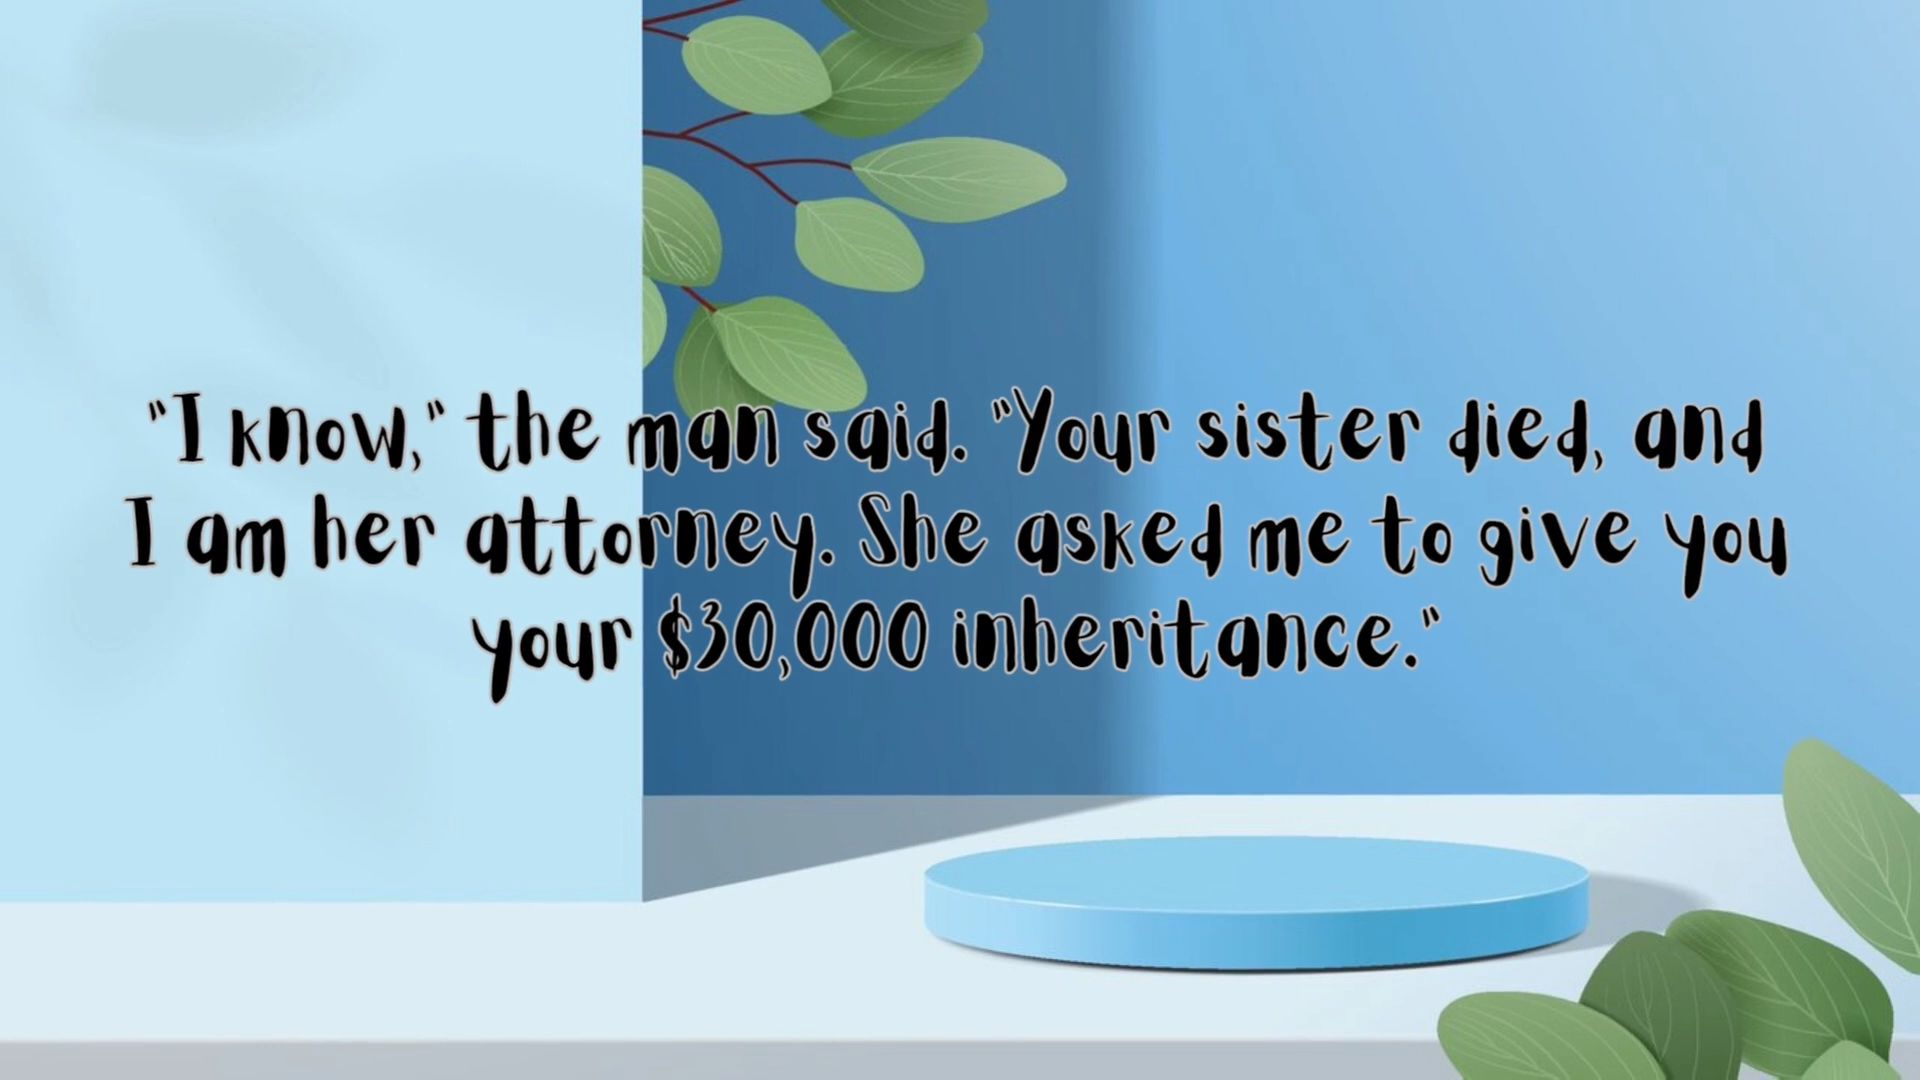 "I know," the man said. "Your sister died, and
I am her attorney. She asked me to give you
your $30,000 inheritance."